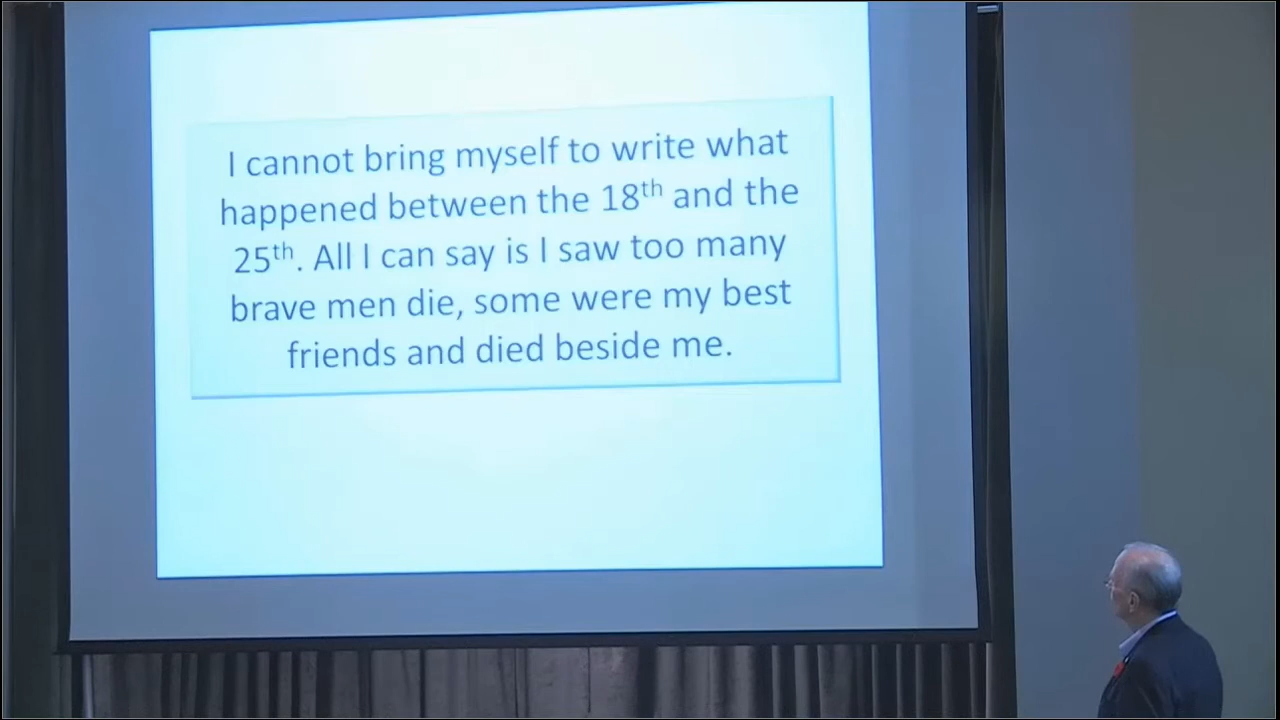 I cannot bring myself to write what
happened between the 18th and the
25th. All I can say is I saw too many
brave men die, some were my best
friends and died beside me.